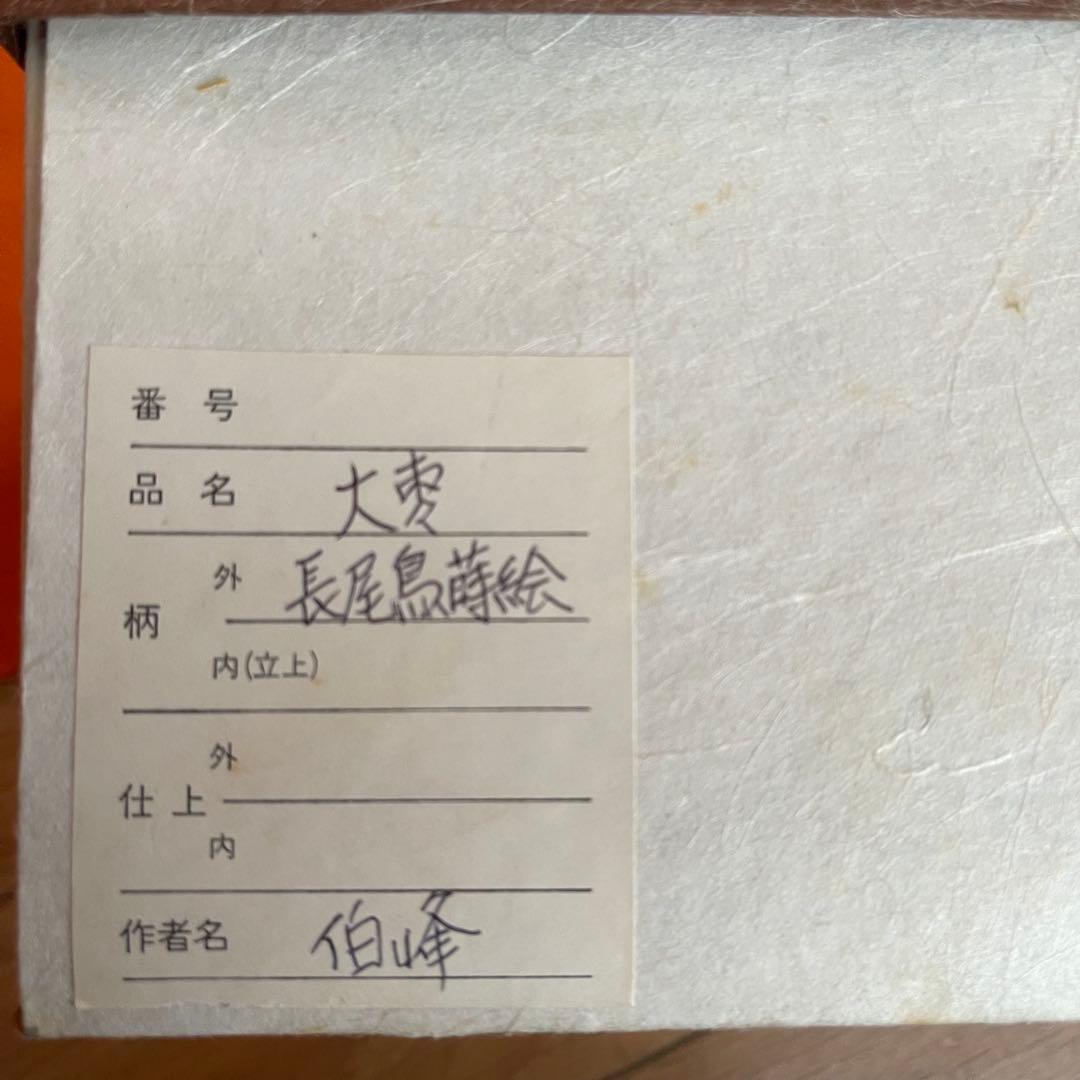 番号
品名 大棗
柄 外 長尾鳥蒔絵
内(立上)
仕上 外
内
作者名 伯峰